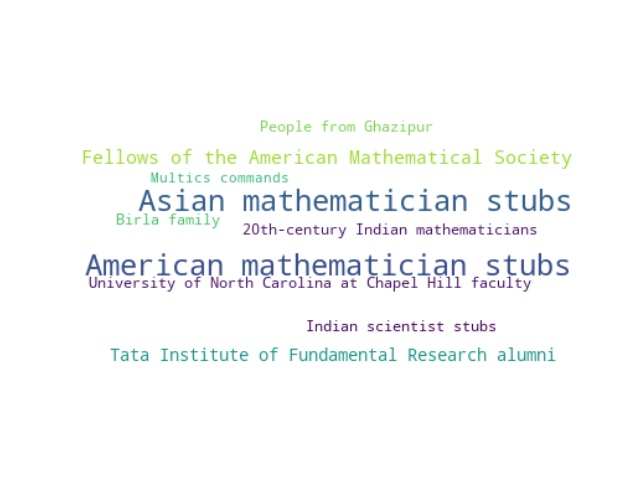 People from Ghazipur
Fellows of the American Mathematical Society
Multics commands
Asian mathematician stubs
Birla family
20th-century Indian mathematicians
American mathematician stubs
University of North Carolina at Chapel Hill faculty
Indian scientist stubs
Tata Institute of Fundamental Research alumni